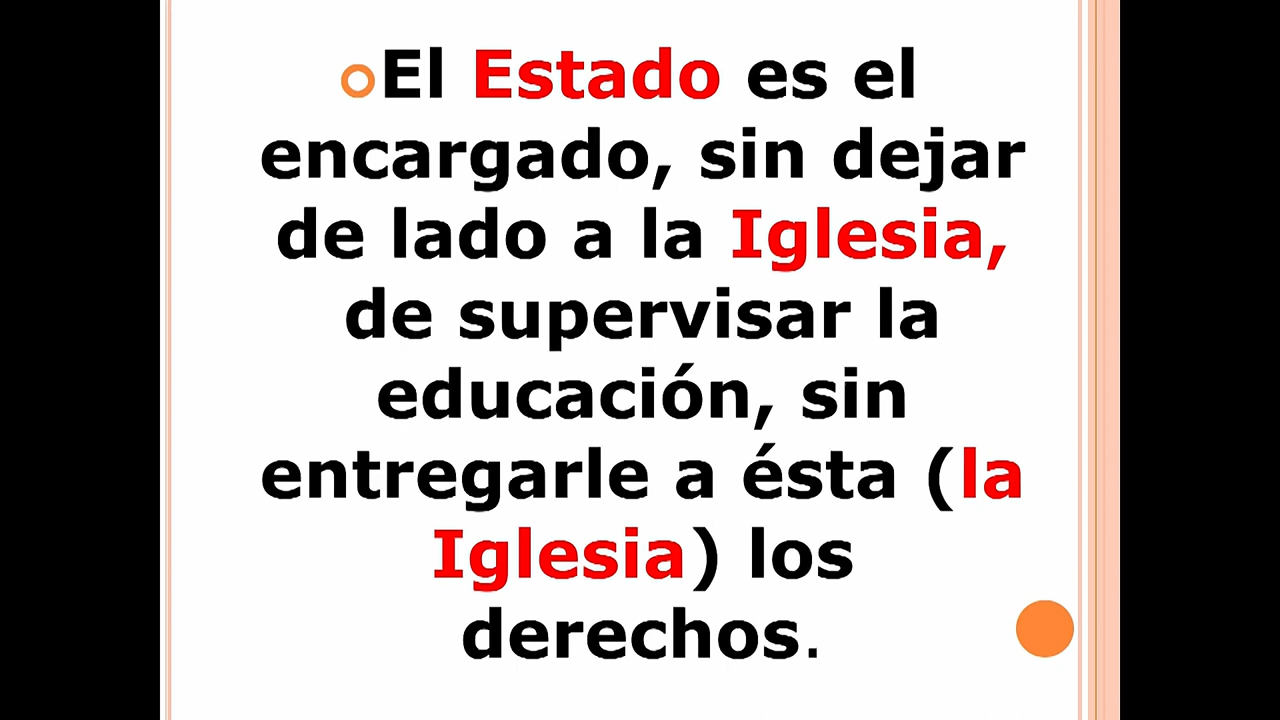 El Estado es el
encargado, sin dejar
de lado a la Iglesia,
de supervisar la
educación, sin
entregarle a ésta (la
Iglesia) los
derechos.